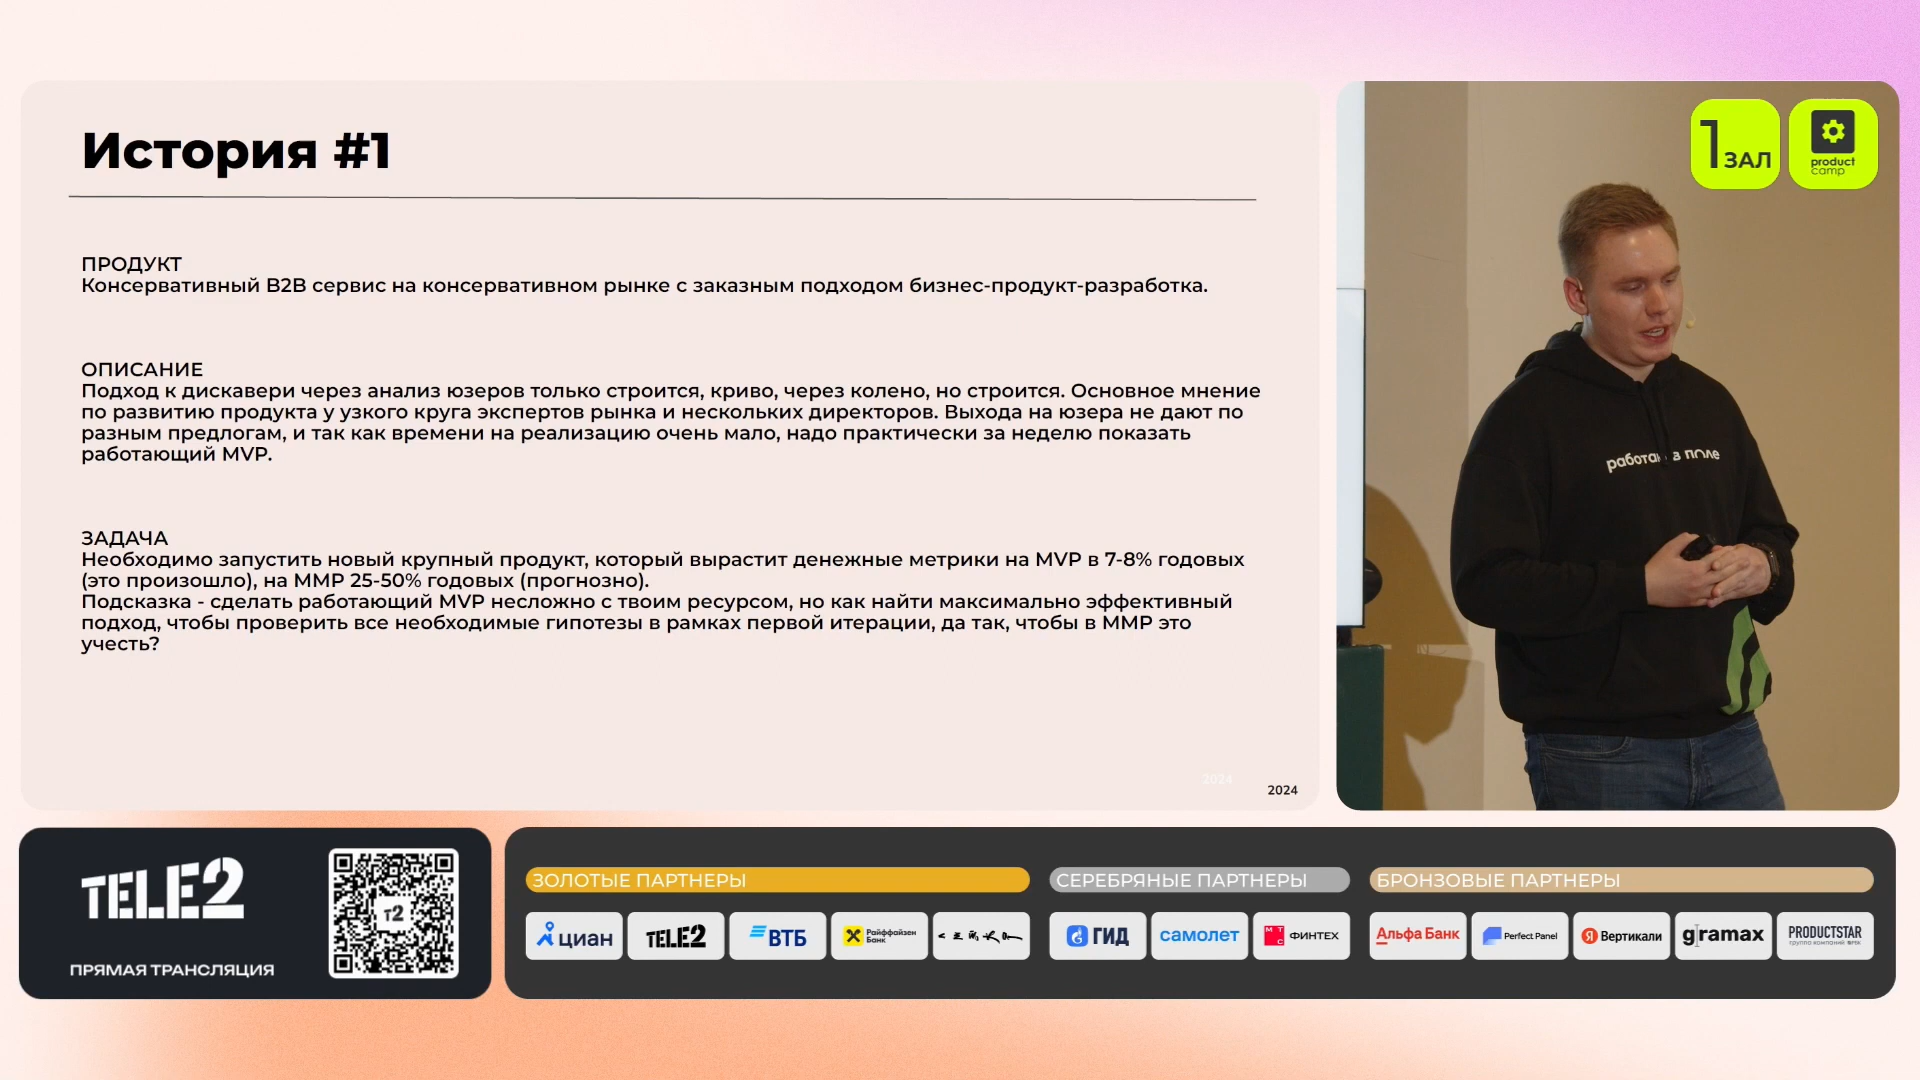 История #1
ПРОДУКТ
Консервативный B2B сервис на консервативном рынке с заказным подходом бизнес-продукт-разработка.
ОПИСАНИЕ
Подход к дискавери через анализ юзеров только строится, криво, через колено, но строится. Основное мнение
по развитию продукта у узкого круга экспертов рынка и нескольких директоров. Выхода на юзера не дают по
разным предлогам, и так как времени на реализацию очень мало, надо практически за неделю показать
работающий MVP.
ЗАДАЧА
Необходимо запустить новый крупный продукт, который вырастит денежные метрики на MVP в 7-8% годовых
(это произошло), на MMP 25-50% годовых (прогнозно).
Подсказка - сделать работающий MVP несложно с твоим ресурсом, но как найти максимально эффективный
подход, чтобы проверить все необходимые гипотезы в рамках первой итерации, да так, чтобы в MMP это
учесть?
2024
2024
1 ЗАЛ
product
camp
в поле
TELE2
т2
ПРЯМАЯ ТРАНСЛЯЦИЯ
ЗОЛОТЫЕ ПАРТНЕРЫ
циан
TELE2
ВТБ
Райффайзен
Банк
СЕРЕБРЯНЫЕ ПАРТНЕРЫ
ГИД
самолет
МТС
ФИНТЕХ
БРОНЗОВЫЕ ПАРТНЕРЫ
Альфа Банк
Perfect Panel
Я Вертикали
gramax
PRODUCTSTAR